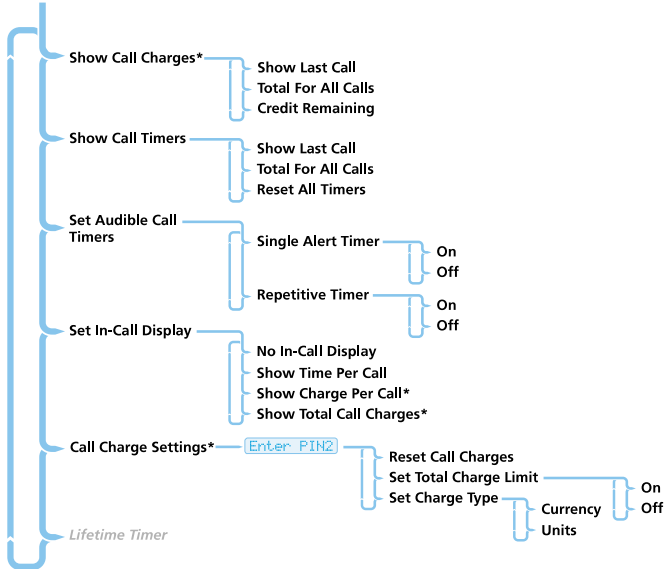 Show Call Charges*
Show Last Call
Total For All Calls
Credit Remaining
Show Call Timers
Show Last Call
Total For All Calls
Reset All Timers
Set Audible Call
Timers
Single Alert Timer
On
Off
Repetitive Timer
On
Off
Set In-Call Display
No In-Call Display
Show Time Per Call
Show Charge Per Call*
Show Total Call Charges*
Call Charge Settings*
Enter PIN2
Reset Call Charges
Set Total Charge Limit
On
Off
Set Charge Type
Currency
Units
Lifetime Timer